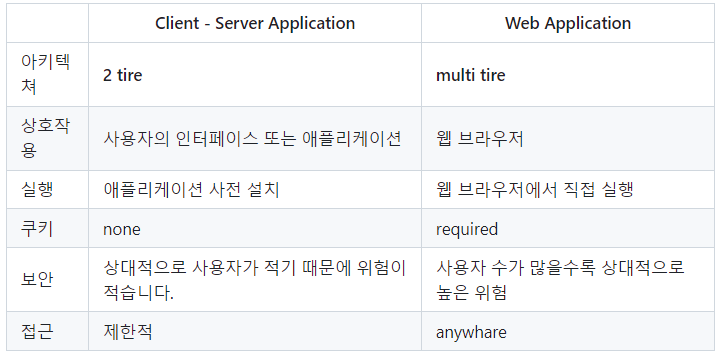 Client - Server Application Web Application
아키텍
쳐 2 tire multi tire
상호작
용 사용자의 인터페이스 또는 애플리케이션 웹 브라우저
실행 애플리케이션 사전 설치 웹 브라우저에서 직접 실행
쿠키 none required
보안 상대적으로 사용자가 적기 때문에 위험이
적습니다. 사용자 수가 많을수록 상대적으로
높은 위험
접근 제한적 anywhare